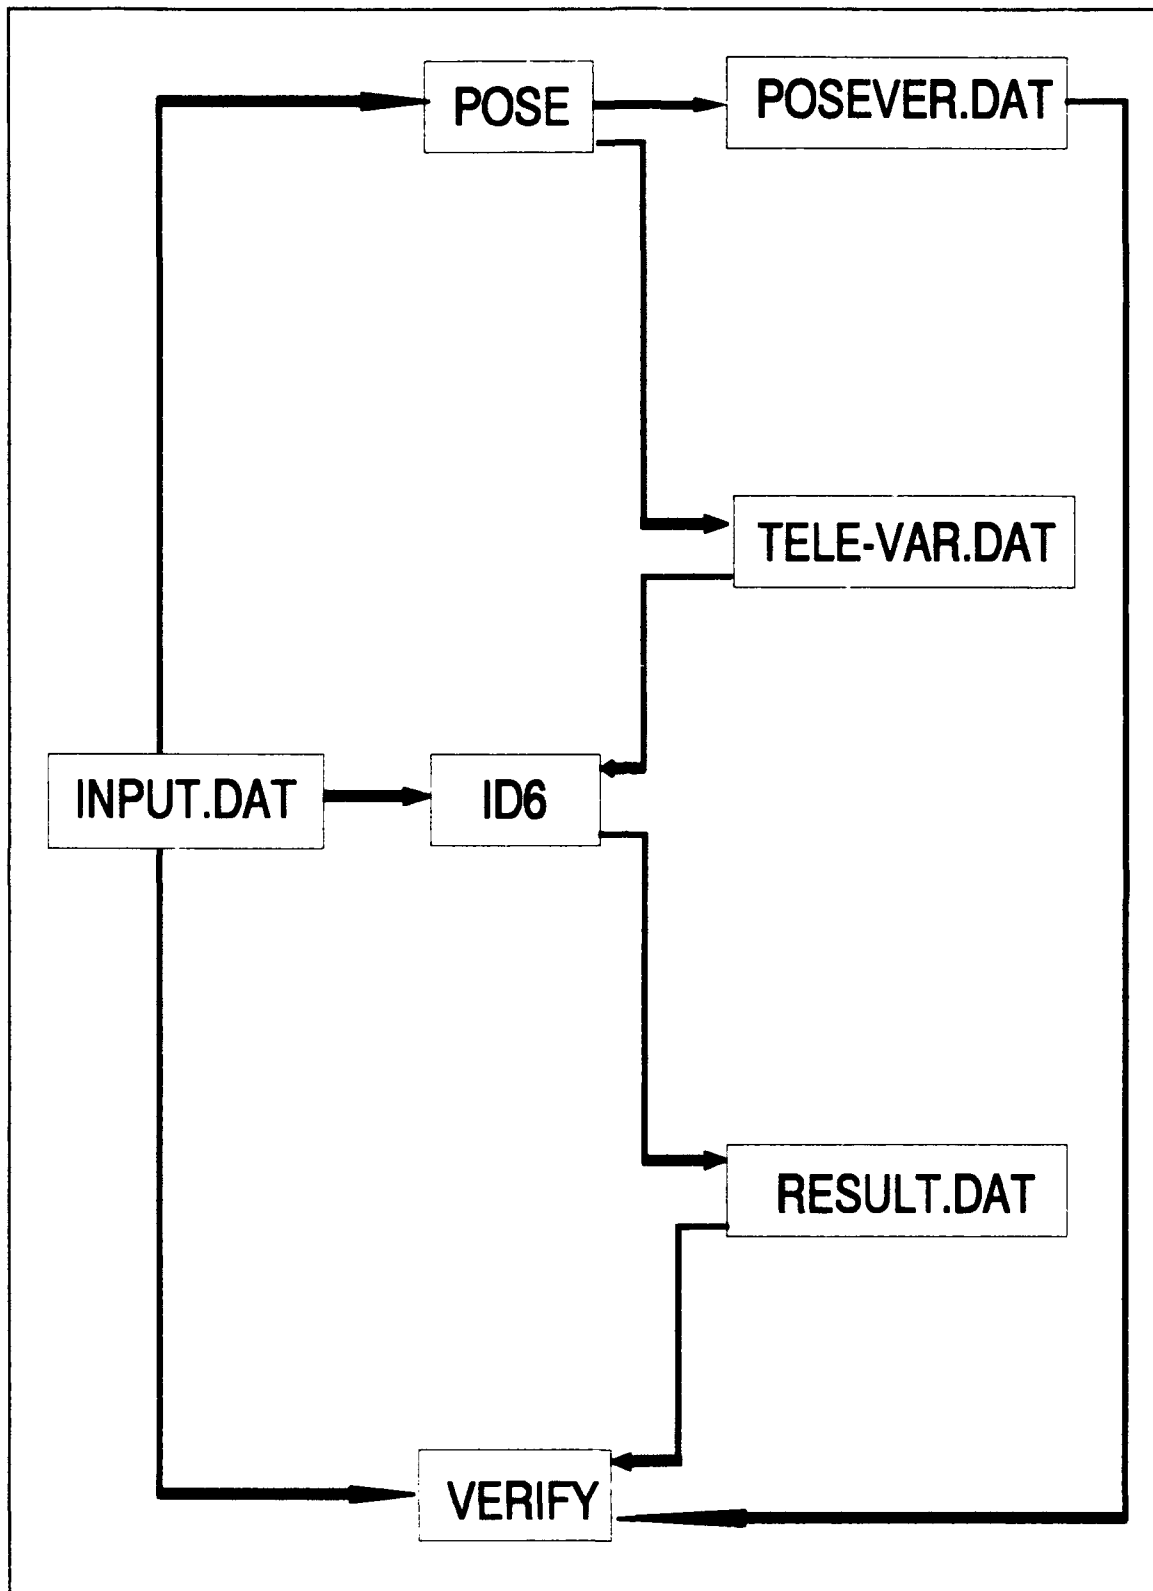 POSE
POSEVER.DAT
TELE-VAR.DAT
INPUT.DAT
ID6
RESULT.DAT
VERIFY